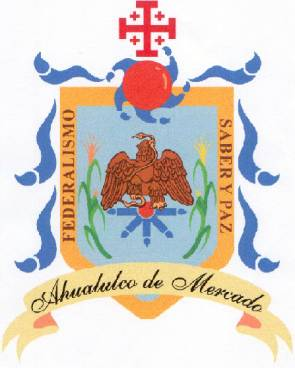 FEDERALISMO
SABER Y PAZ
Ahualulco de Mercado